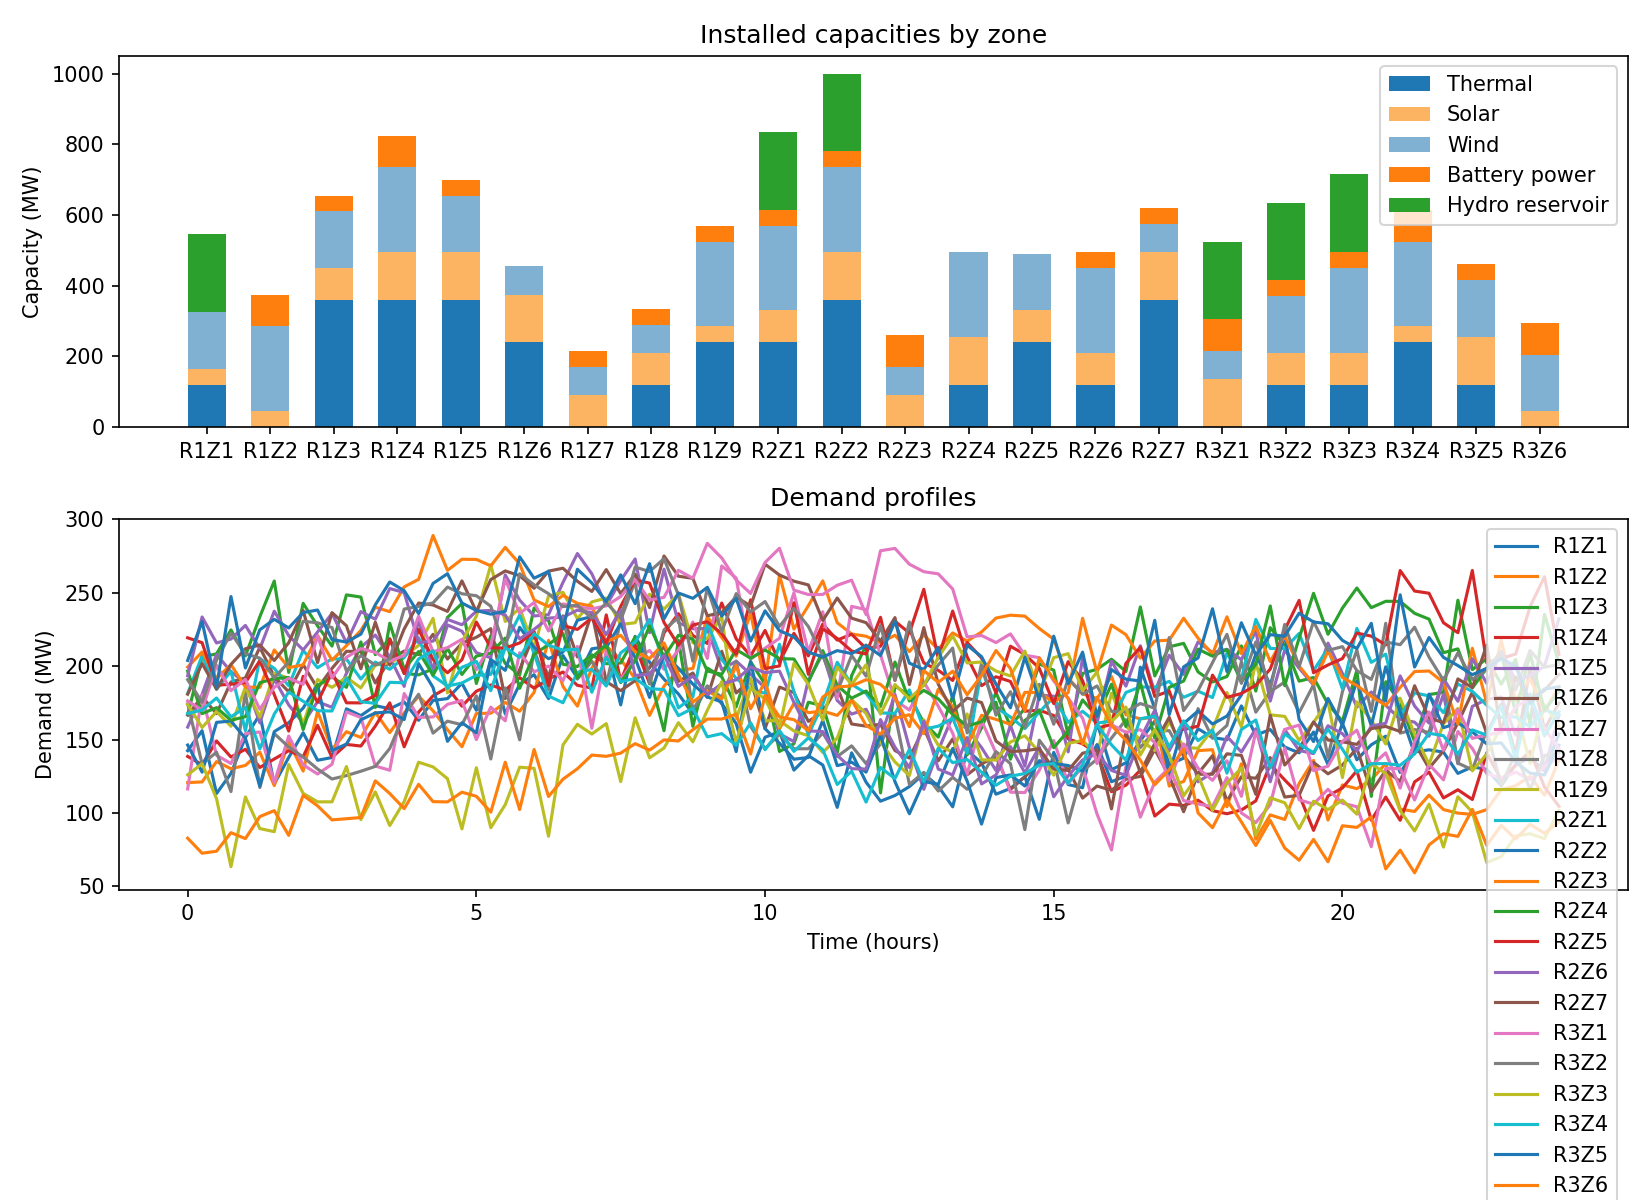 Installed capacities by zone
Capacity (MW)
1000
800
600
400
200
0
Thermal
Solar
Wind
Battery power
Hydro reservoir
R1Z1 R1Z2 R1Z3 R1Z4 R1Z5 R1Z6 R1Z7 R1Z8 R1Z9 R2Z1 R2Z2 R2Z3 R2Z4 R2Z5 R2Z6 R2Z7 R3Z1 R3Z2 R3Z3 R3Z4 R3Z5 R3Z6
Demand profiles
Demand (MW)
300
250
200
150
100
50
0 5 10 15 20
Time (hours)
R1Z1
R1Z2
R1Z3
R1Z4
R1Z5
R1Z6
R1Z7
R1Z8
R1Z9
R2Z1
R2Z2
R2Z3
R2Z4
R2Z5
R2Z6
R2Z7
R3Z1
R3Z2
R3Z3
R3Z4
R3Z5
R3Z6